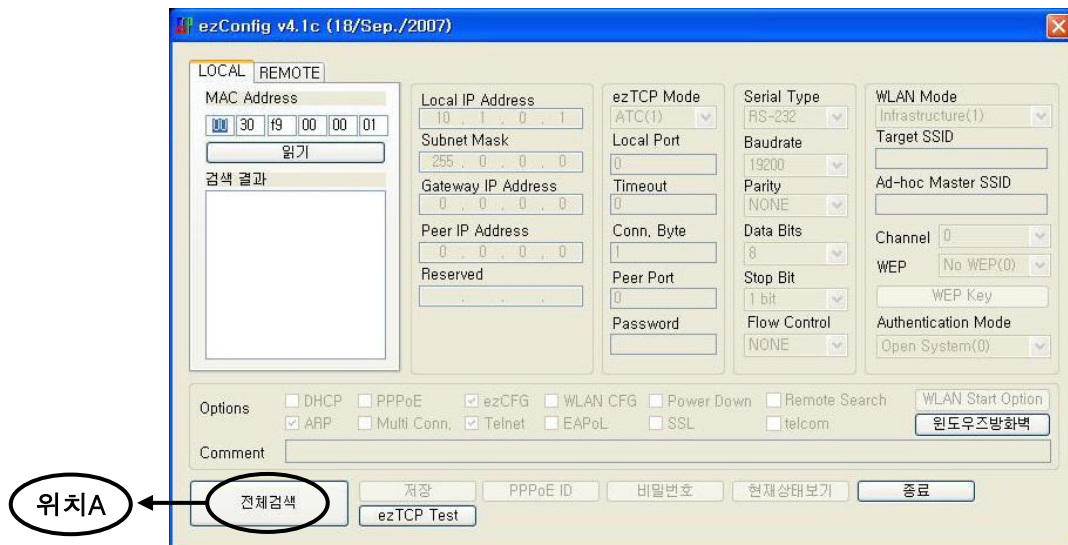 ezConfig v4.1c (18/Sep./2007)
LOCAL REMOTE
MAC Address
00 30 f9 00 00 01
읽기
검색 결과
Local IP Address
10 . 1 . 0 . 1
Subnet Mask
255 . 0 . 0 . 0
Gateway IP Address
0 . 0 . 0 . 0
Peer IP Address
0 . 0 . 0 . 0
Reserved
. . .
ezTCP Mode
ATC(1)
Local Port
0
Timeout
0
Conn. Byte
1
Peer Port
0
Password
Serial Type
RS-232
Baudrate
19200
Parity
NONE
Data Bits
8
Stop Bit
1 bit
Flow Control
NONE
WLAN Mode
Infrastructure(1)
Target SSID
Ad-hoc Master SSID
Channel 0
WEP No WEP(0)
WEP Key
Authentication Mode
Open System(0)
Options DHCP PPPoE ezCFG WLAN CFG Power Down Remote Search WLAN Start Option
ARP Multi Conn. Telnet EAPoL SSL telcom 윈도우즈방화벽
Comment
위치A
전체검색
저장 PPPoE ID 비밀번호 현재상태보기 종료
ezTCP Test